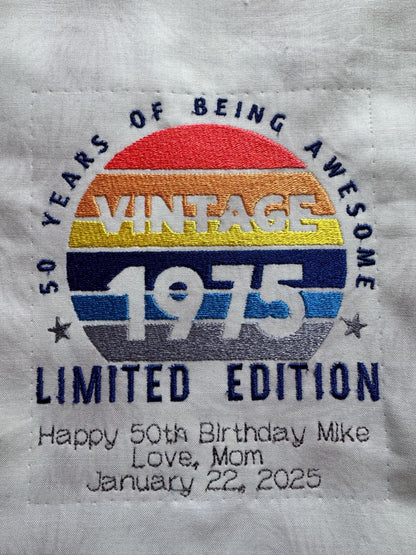 50 YEARS OF BEING AWESOME
VINTAGE
1975
LIMITED EDITION
Happy 50th Birthday Mike
Love, Mom
January 22, 2025